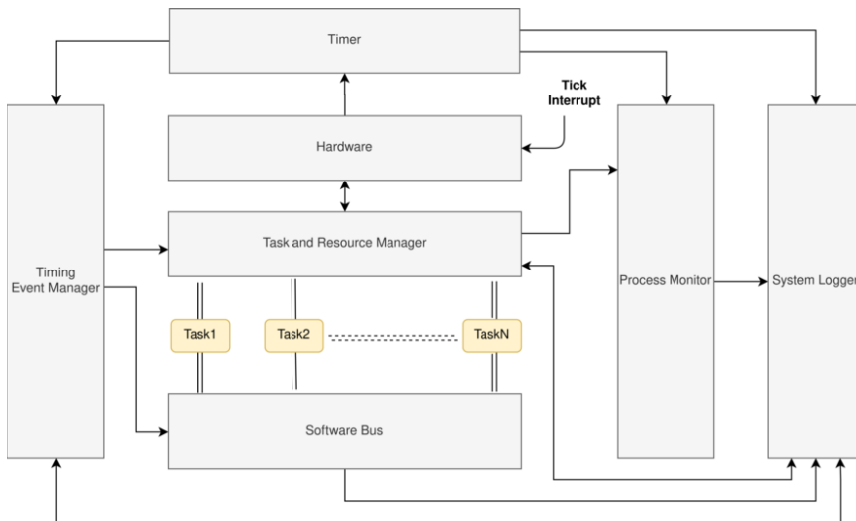 Timer
Tick
Interrupt
Hardware
Task and Resource Manager
Timing
Event Manager
Process Monitor
System Logger
Task1
Task2
TaskN
Software Bus